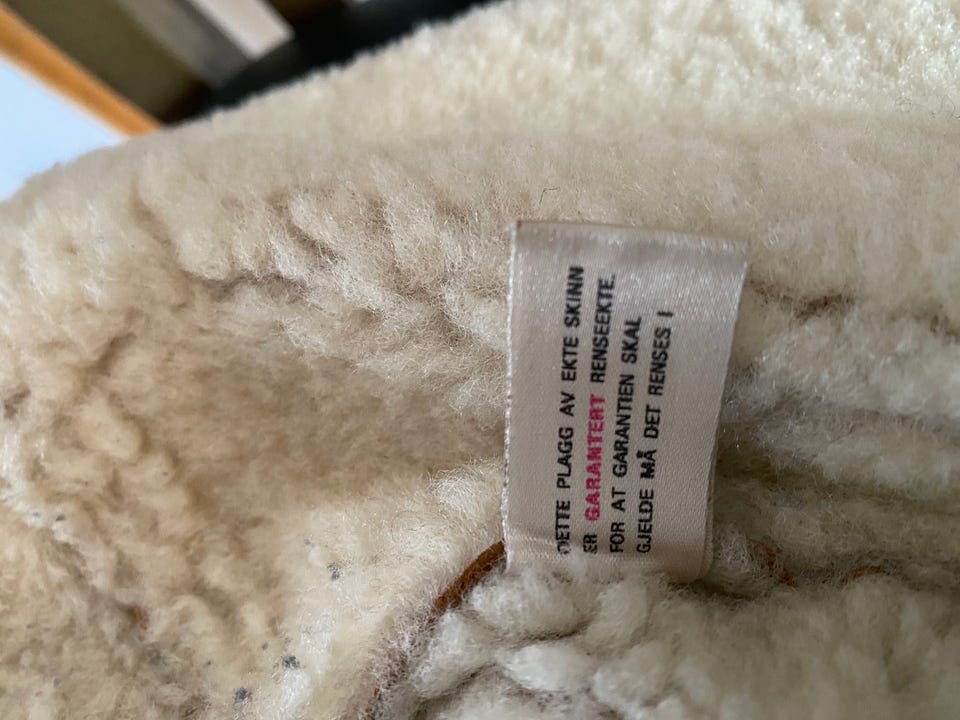 DETTE PLAGG AV EKTE SKINN
ER GARANTERT RENSEEKTE.
FOR AT GARANTIEN SKAL
GJELDE MÅ DET RENSES I